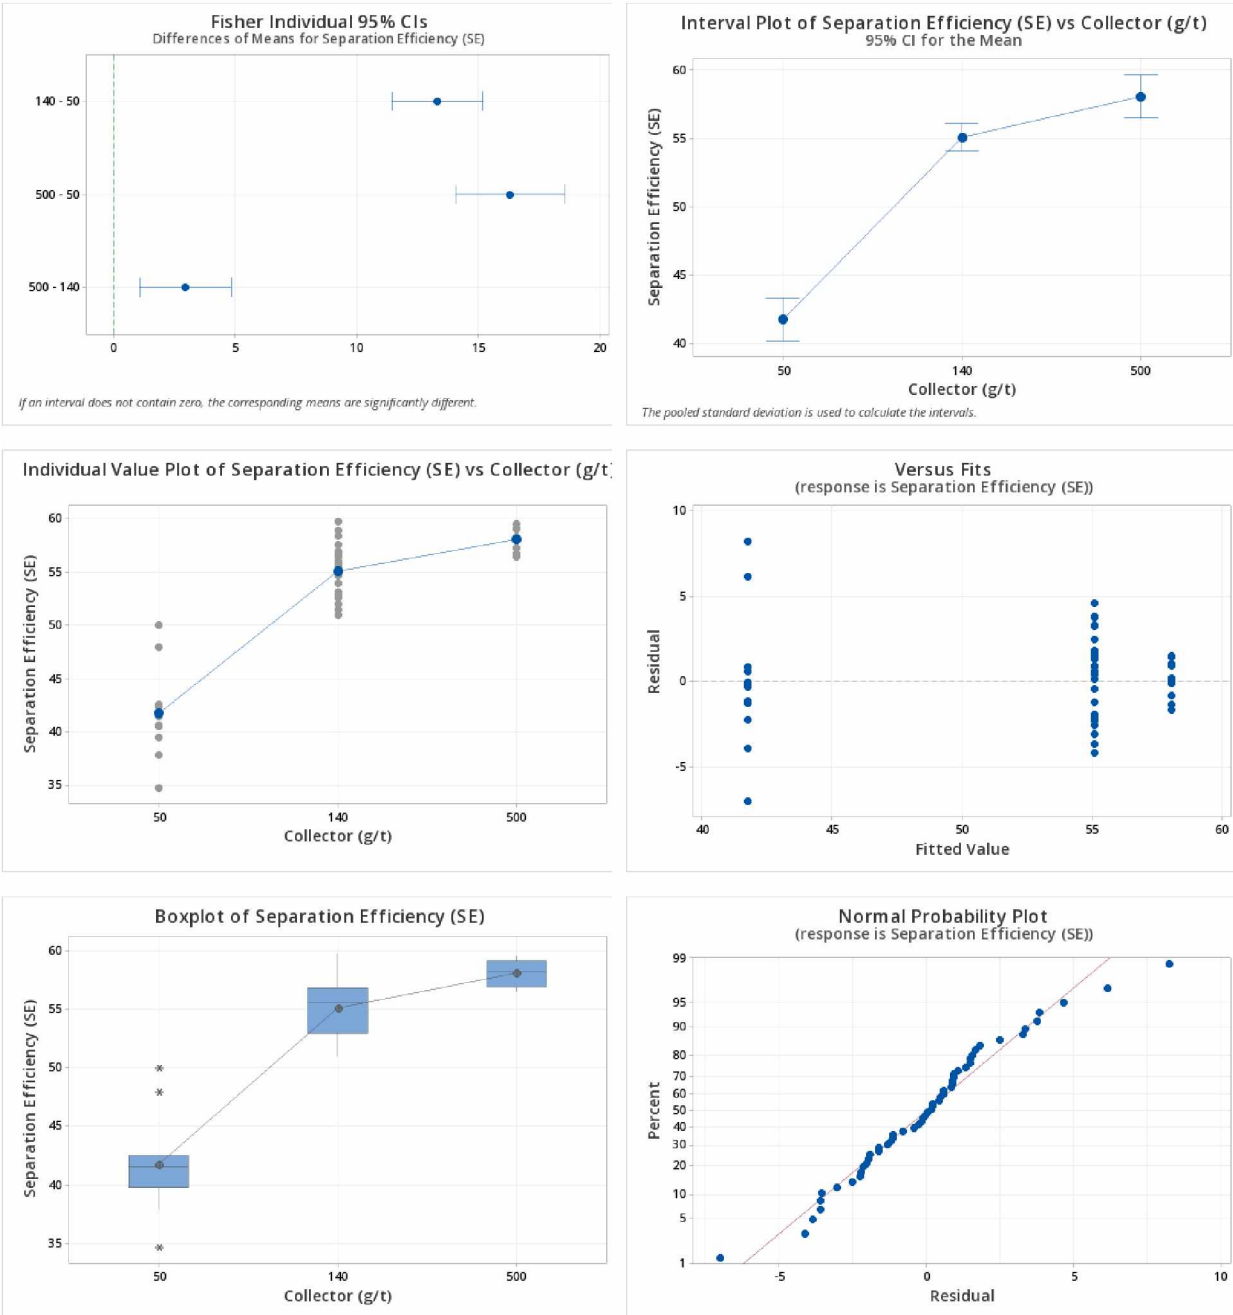 Fisher Individual 95% CIs
Differences of Means for Separation Efficiency (SE)
140 - 50
500 - 50
500 - 140
0 5 10 15 20
If an interval does not contain zero, the corresponding means are significantly different.
Interval Plot of Separation Efficiency (SE) vs Collector (g/t)
95% CI for the Mean
Separation Efficiency (SE)
60
55
50
45
40
50 140 500
Collector (g/t)
The pooled standard deviation is used to calculate the intervals.
Individual Value Plot of Separation Efficiency (SE) vs Collector (g/t)
Separation Efficiency (SE)
60
55
50
45
40
35
50 140 500
Collector (g/t)
Versus Fits
(response is Separation Efficiency (SE))
Residual
10
5
0
-5
40 45 50 55 60
Fitted Value
Boxplot of Separation Efficiency (SE)
Separation Efficiency (SE)
60
55
50
45
40
35
50 140 500
Collector (g/t)
Normal Probability Plot
(response is Separation Efficiency (SE))
Percent
99
95
90
80
70
60
50
40
30
20
10
5
1
-5 0 5 10
Residual